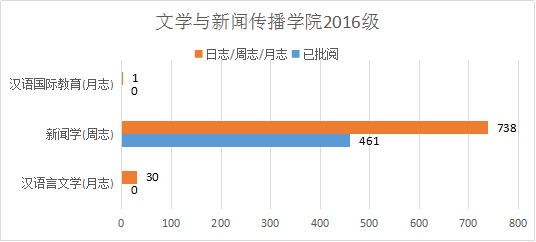 文学与新闻传播学院2016级
日志/周志/月志 已批阅
汉语国际教育(月志) 1
0
新闻学(周志) 738
461
汉语言文学(月志) 30
0
0 100 200 300 400 500 600 700 800